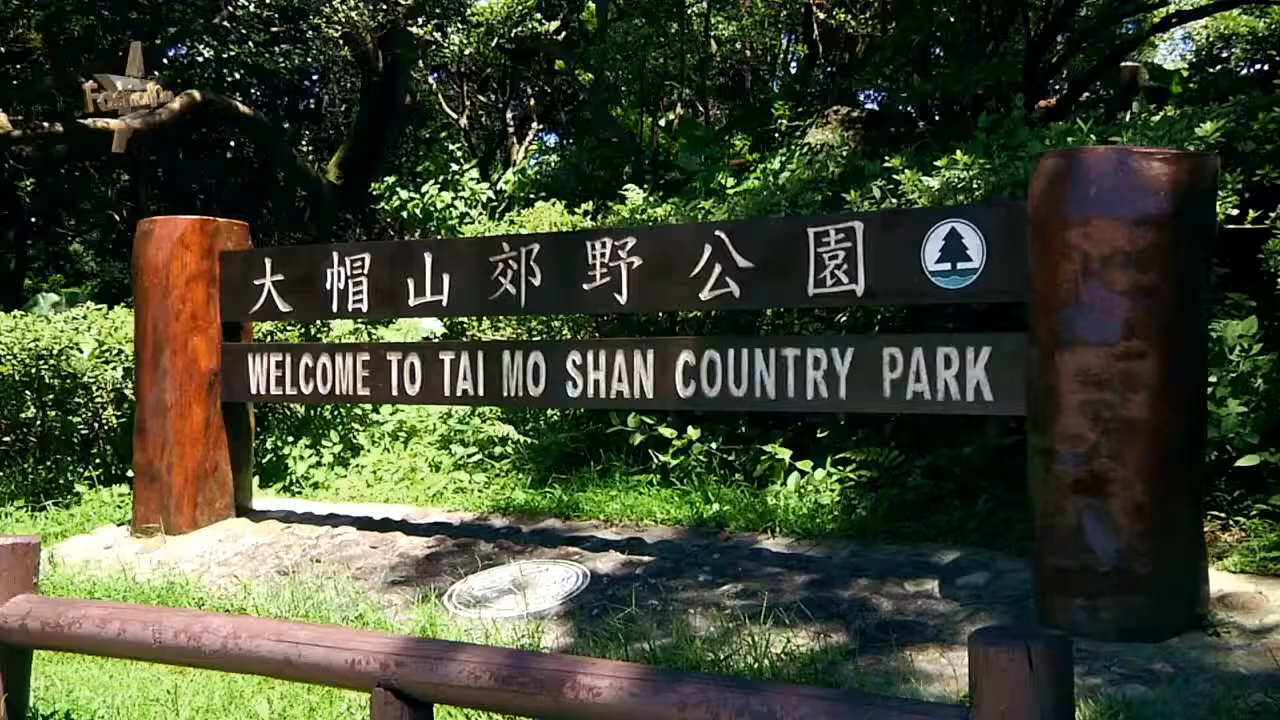 大帽山郊野公園
WELCOME TO TAI MO SHAN COUNTRY PARK